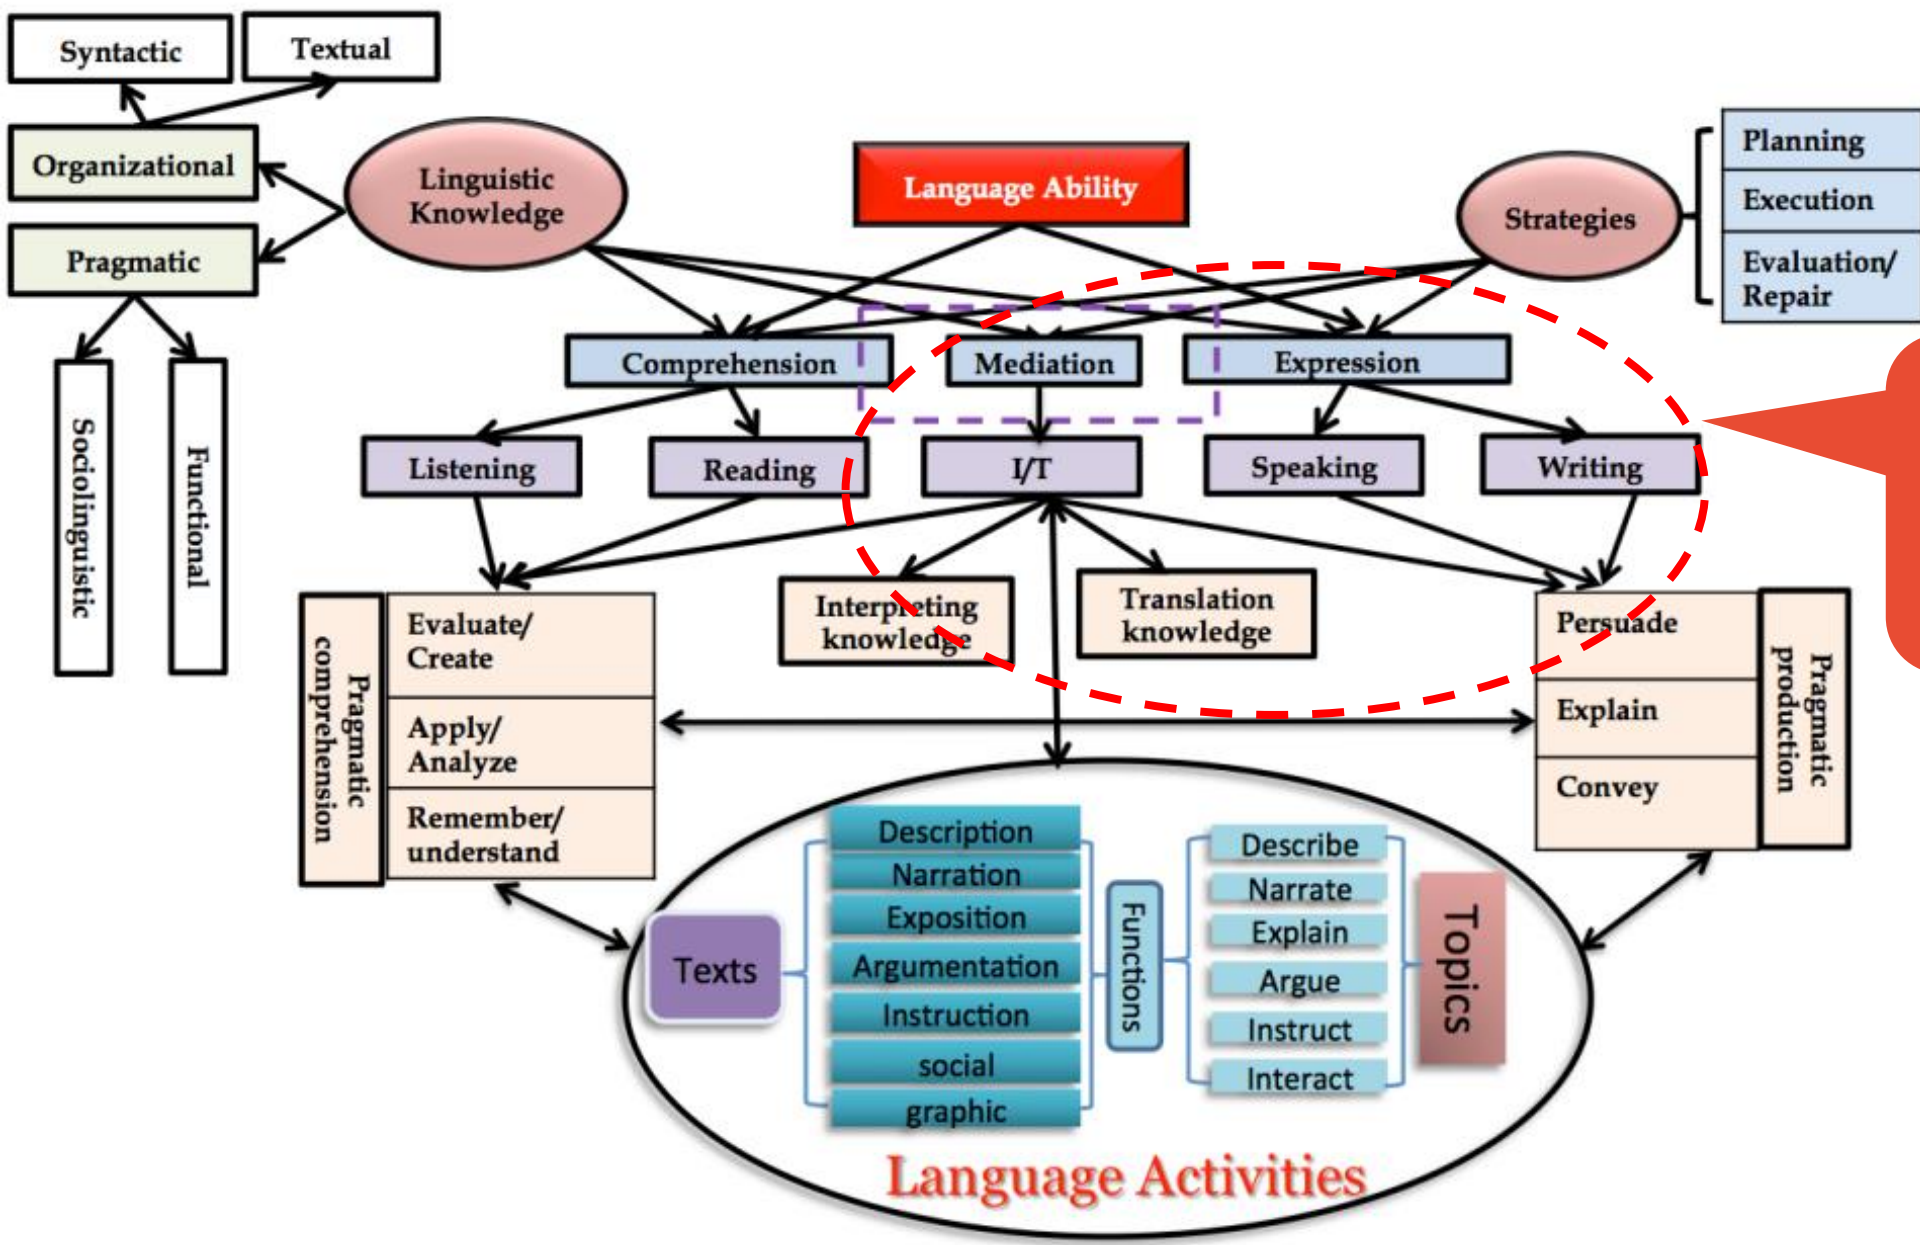 Syntactic
Textual
Organizational
Pragmatic
Sociolinguistic
Functional
Linguistic
Knowledge
Language Ability
Strategies
Planning
Execution
Evaluation/
Repair
Comprehension
Mediation
Expression
Listening
Reading
I/T
Speaking
Writing
Interpreting
knowledge
Translation
knowledge
Pragmatic
comprehension
Evaluate/
Create
Apply/
Analyze
Remember/
understand
Persuade
Explain
Convey
Pragmatic
production
Texts
Description
Narration
Exposition
Argumentation
Instruction
social
graphic
Functions
Describe
Narrate
Explain
Argue
Instruct
Interact
Topics
Language Activities